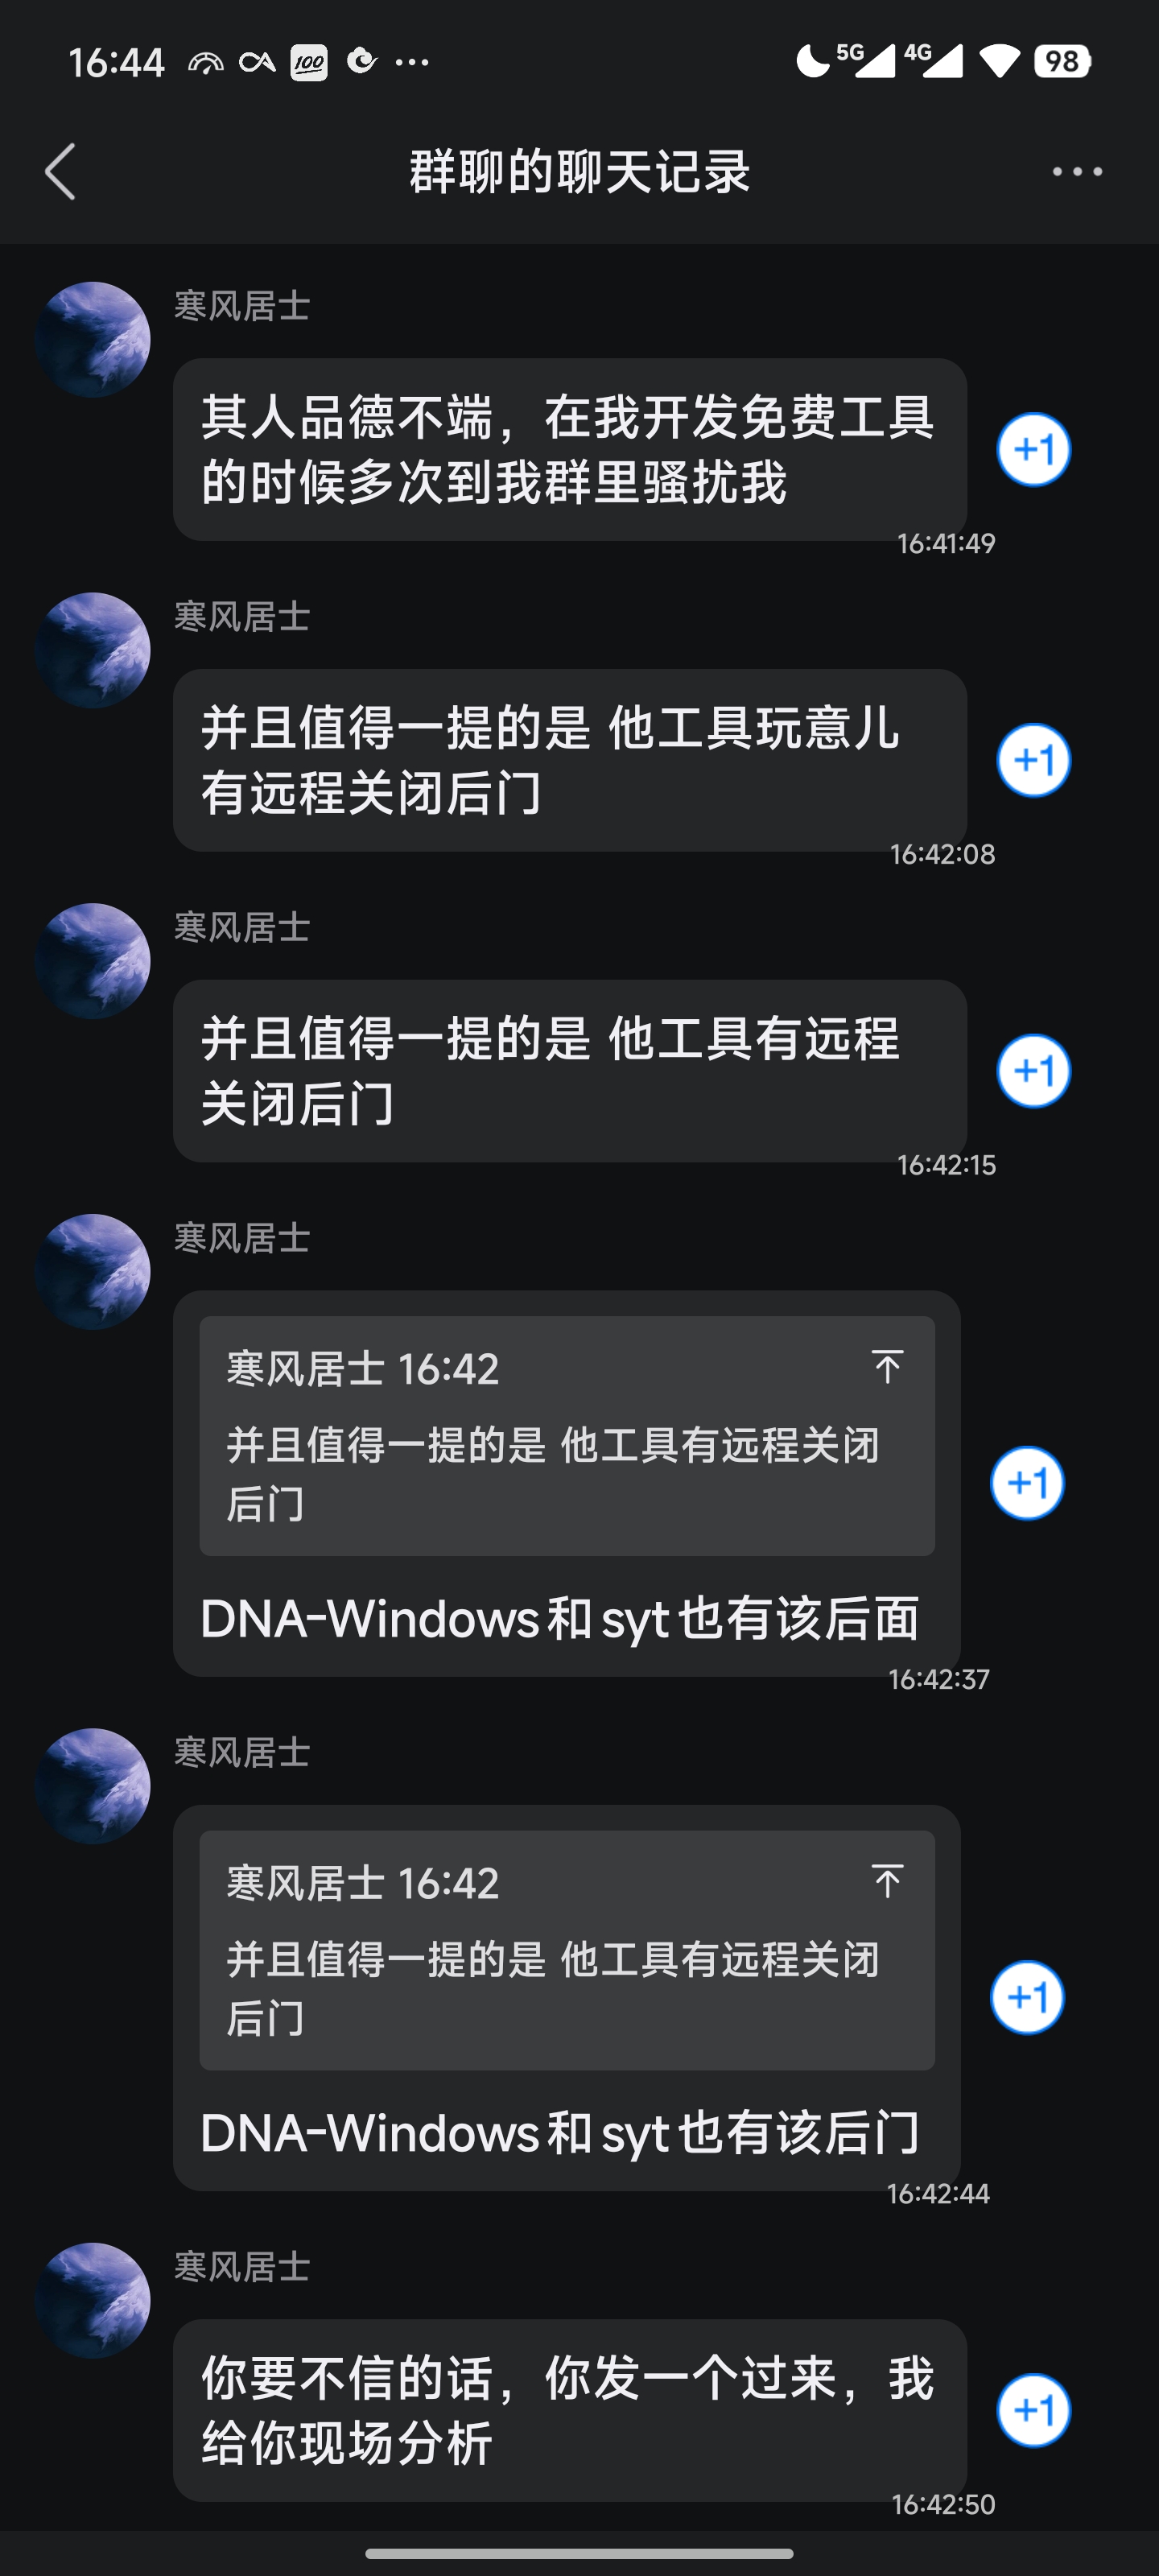 16:44
100
5G
4G
98
群聊的聊天记录
寒风居士
其人品德不端，在我开发免费工具
的时候多次到我群里骚扰我
+1
16:41:49
寒风居士
并且值得一提的是 他工具玩意儿
有远程关闭后门
+1
16:42:08
寒风居士
并且值得一提的是 他工具有远程
关闭后门
+1
16:42:15
寒风居士
寒风居士 16:42
并且值得一提的是 他工具有远程关闭
后门
+1
DNA-Windows和syt也有该后面
16:42:37
寒风居士
寒风居士 16:42
并且值得一提的是 他工具有远程关闭
后门
+1
DNA-Windows和syt也有该后门
16:42:44
寒风居士
你要不信的话，你发一个过来，我
给你现场分析
+1
16:42:50